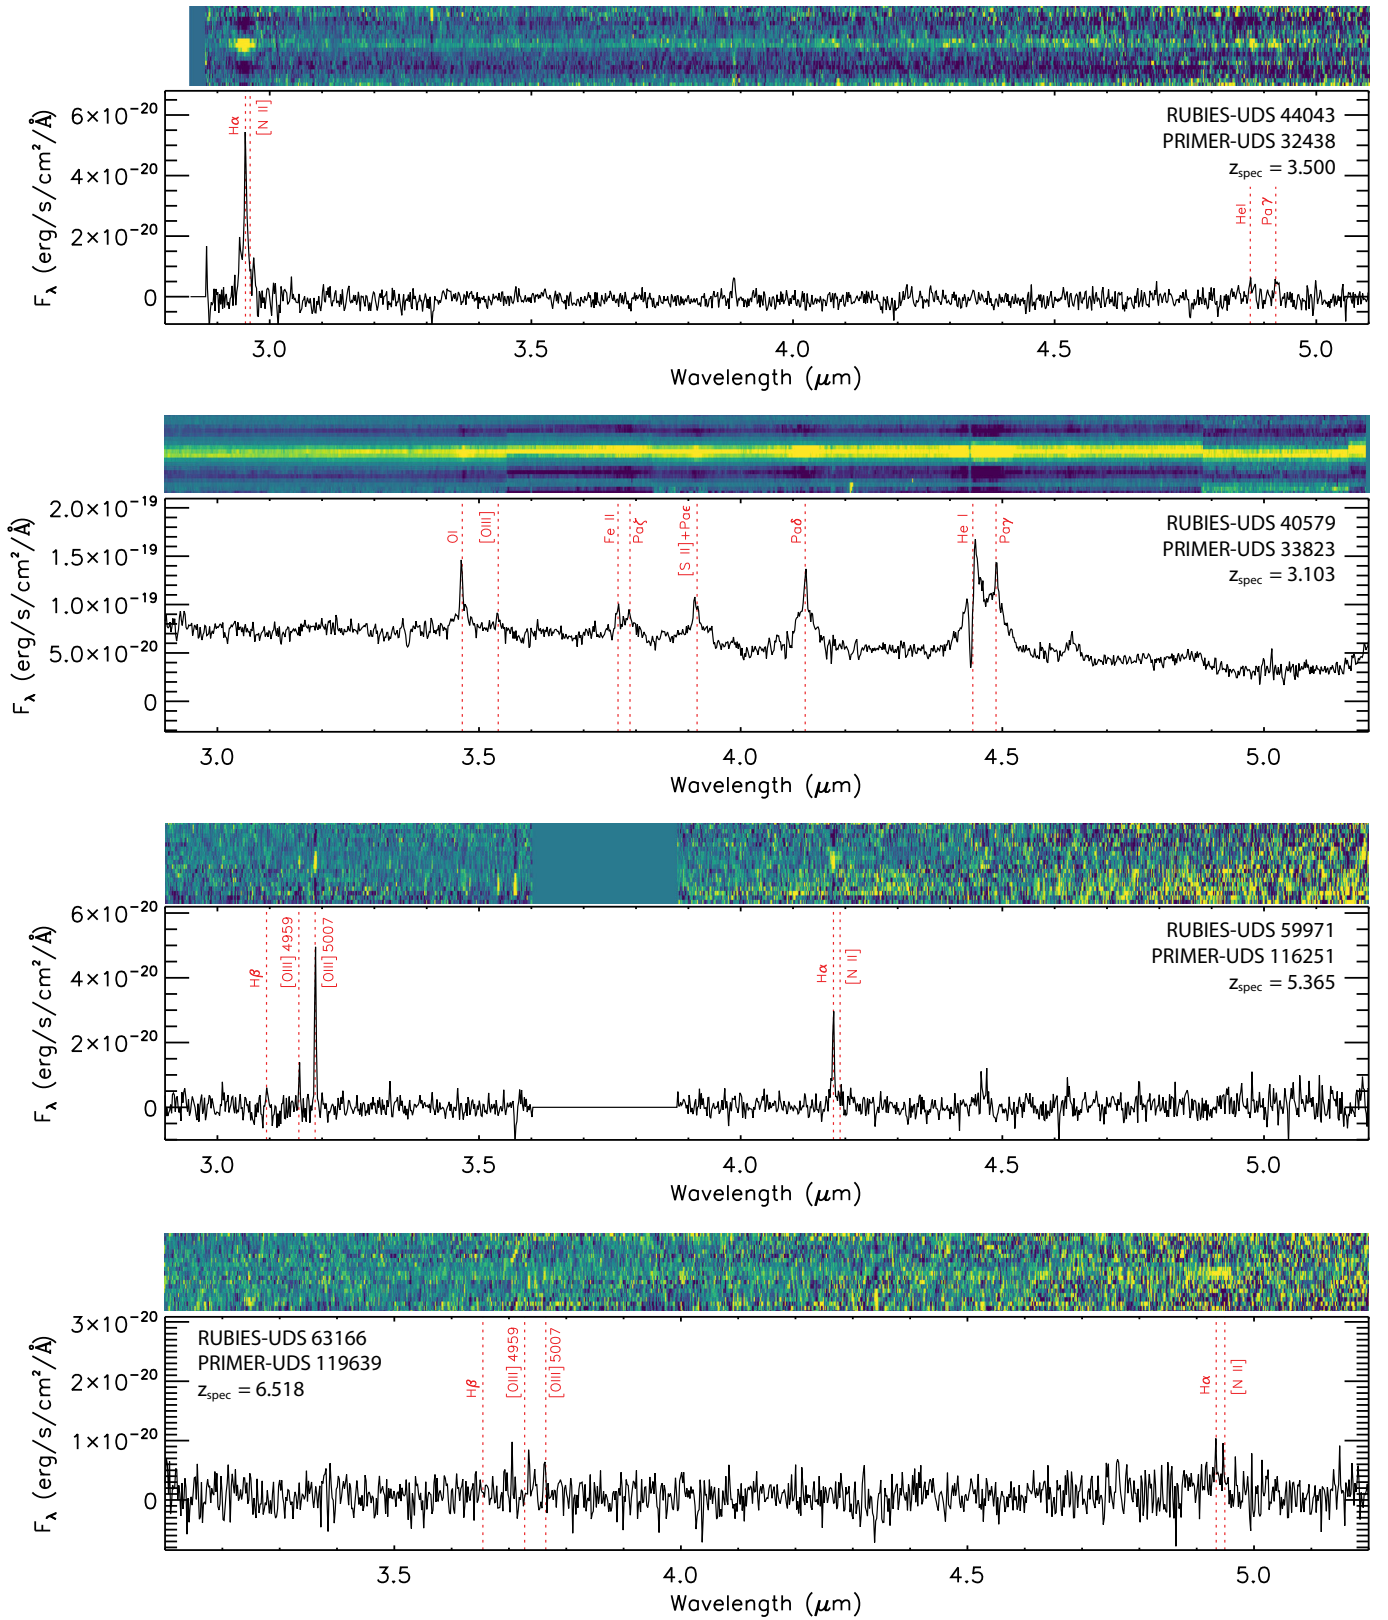 6×10⁻²⁰
4×10⁻²⁰
2×10⁻²⁰
0
F_λ (erg/s/cm²/Å)
Hα
[N II]
HeI
Paγ
RUBIES-UDS 44043
PRIMER-UDS 32438
z_spec = 3.500
3.0 3.5 4.0 4.5 5.0
Wavelength (μm)
2.0×10⁻¹⁹
1.5×10⁻¹⁹
1.0×10⁻¹⁹
5.0×10⁻²⁰
0
F_λ (erg/s/cm²/Å)
OI
[OIII]
Fe II
Paζ
[S II]+Paε
Paδ
He I
Paγ
RUBIES-UDS 40579
PRIMER-UDS 33823
z_spec = 3.103
3.0 3.5 4.0 4.5 5.0
Wavelength (μm)
6×10⁻²⁰
4×10⁻²⁰
2×10⁻²⁰
0
F_λ (erg/s/cm²/Å)
Hβ
[OIII] 4959
[OIII] 5007
Hα
[N II]
RUBIES-UDS 59971
PRIMER-UDS 116251
z_spec = 5.365
3.0 3.5 4.0 4.5 5.0
Wavelength (μm)
3×10⁻²⁰
2×10⁻²⁰
1×10⁻²⁰
0
F_λ (erg/s/cm²/Å)
RUBIES-UDS 63166
PRIMER-UDS 119639
z_spec = 6.518
Hβ
[OIII] 4959
[OIII] 5007
Hα
[N II]
3.5 4.0 4.5 5.0
Wavelength (μm)